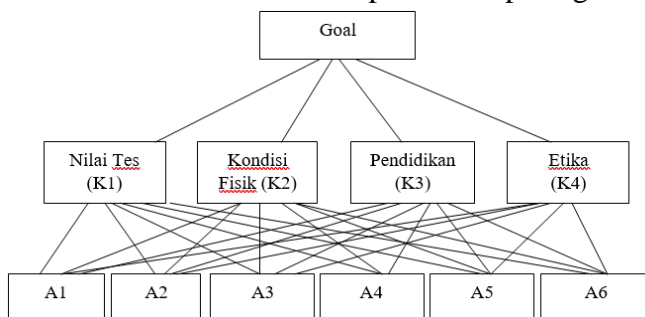 Goal
Nilai Tes
(K1)
Kondisi
Fisik (K2)
Pendidikan
(K3)
Etika
(K4)
A1
A2
A3
A4
A5
A6